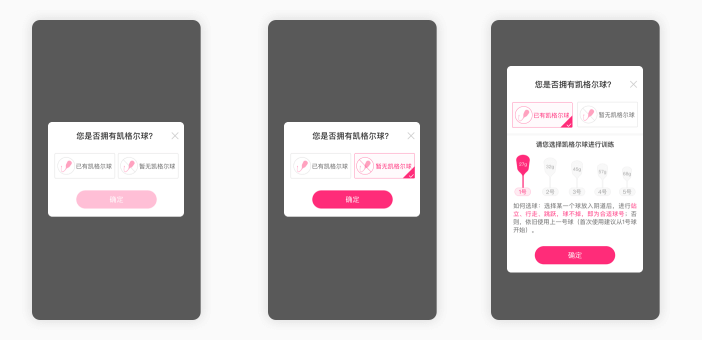 您是否拥有凯格尔球?
已有凯格尔球
暂无凯格尔球
确定
您是否拥有凯格尔球?
已有凯格尔球
暂无凯格尔球
确定
您是否拥有凯格尔球?
已有凯格尔球
暂无凯格尔球
请您选择凯格尔球进行训练
27g
1号
2号
3号
4号
5号
如何选球：选择某一个球放入阴道后，进行站
立、行走、跳跃，球不掉，即为合适球号；否
则，依旧使用上一号球（首次使用建议从1号球
开始）。
确定